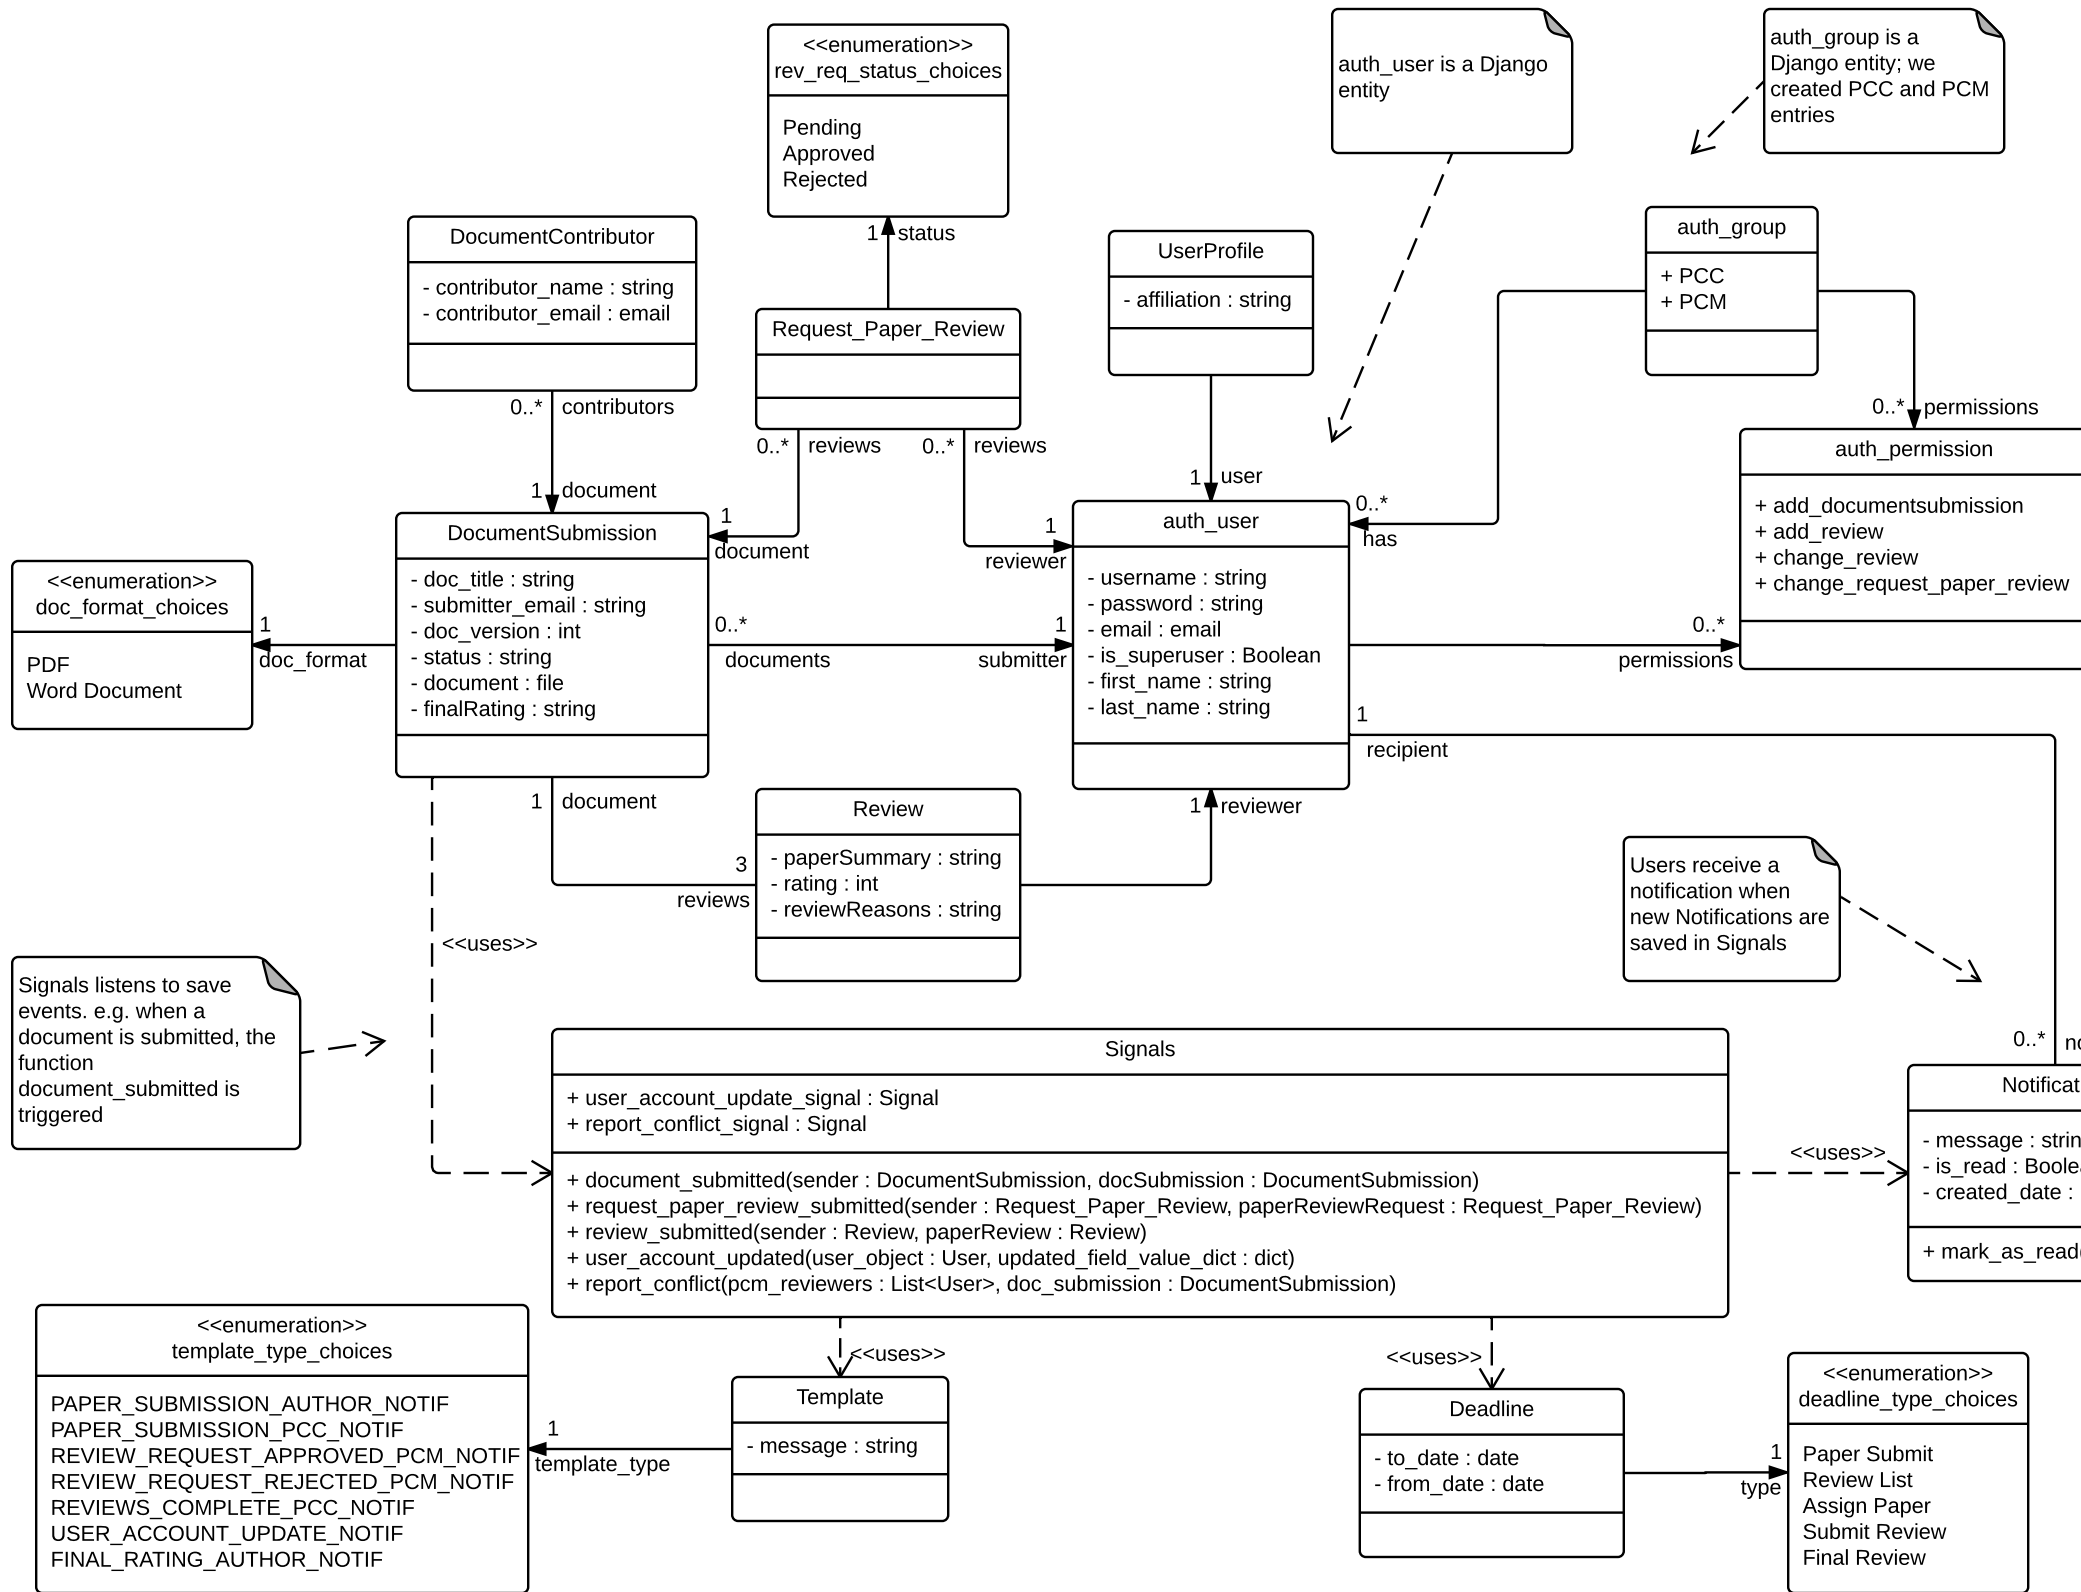 <<enumeration>>
rev_req_status_choices
Pending
Approved
Rejected
auth_user is a Django
entity
auth_group is a
Django entity; we
created PCC and PCM
entries
1 status
DocumentContributor
- contributor_name : string
- contributor_email : email
0..* contributors
1 document
Request_Paper_Review
0..* reviews
0..* reviews
1
document
1
reviewer
UserProfile
- affiliation : string
1 user
auth_group
+ PCC
+ PCM
0..*
has
0..* permissions
auth_permission
+ add_documentsubmission
+ add_review
+ change_review
+ change_request_paper_review
<<enumeration>>
doc_format_choices
PDF
Word Document
1
doc_format
DocumentSubmission
- doc_title : string
- submitter_email : string
- doc_version : int
- status : string
- document : file
- finalRating : string
0..*
documents
1
submitter
auth_user
- username : string
- password : string
- email : email
- is_superuser : Boolean
- first_name : string
- last_name : string
0..*
permissions
1
recipient
1 document
3
reviews
Review
- paperSummary : string
- rating : int
- reviewReasons : string
1 reviewer
Users receive a
notification when
new Notifications are
saved in Signals
<<uses>>
Signals listens to save
events. e.g. when a
document is submitted, the
function
document_submitted is
triggered
Signals
+ user_account_update_signal : Signal
+ report_conflict_signal : Signal
+ document_submitted(sender : DocumentSubmission, docSubmission : DocumentSubmission)
+ request_paper_review_submitted(sender : Request_Paper_Review, paperReviewRequest : Request_Paper_Review)
+ review_submitted(sender : Review, paperReview : Review)
+ user_account_updated(user_object : User, updated_field_value_dict : dict)
+ report_conflict(pcm_reviewers : List<User>, doc_submission : DocumentSubmission)
<<uses>>
0..*
- message :
- is_read :
- created_date :
<<enumeration>>
template_type_choices
PAPER_SUBMISSION_AUTHOR_NOTIF
PAPER_SUBMISSION_PCC_NOTIF
REVIEW_REQUEST_APPROVED_PCM_NOTIF
REVIEW_REQUEST_REJECTED_PCM_NOTIF
REVIEWS_COMPLETE_PCC_NOTIF
USER_ACCOUNT_UPDATE_NOTIF
FINAL_RATING_AUTHOR_NOTIF
1
template_type
<<uses>>
Template
- message : string
<<uses>>
Deadline
- to_date : date
- from_date : date
1
type
<<enumeration>>
deadline_type_choices
Paper Submit
Review List
Assign Paper
Submit Review
Final Review